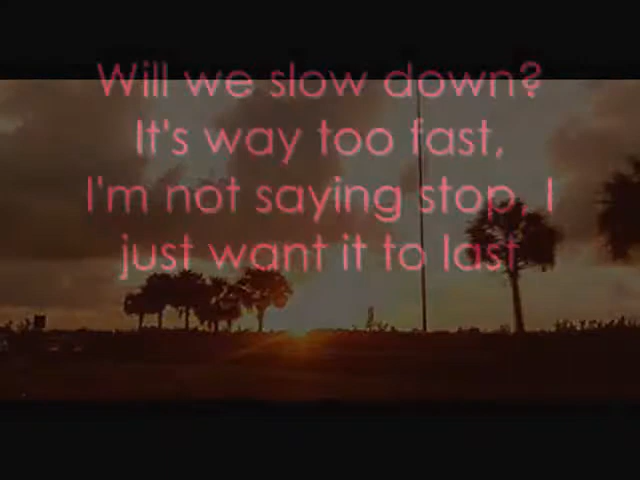 Will we slow down?
It's way too fast,
I'm not saying stop, I
just want it to last